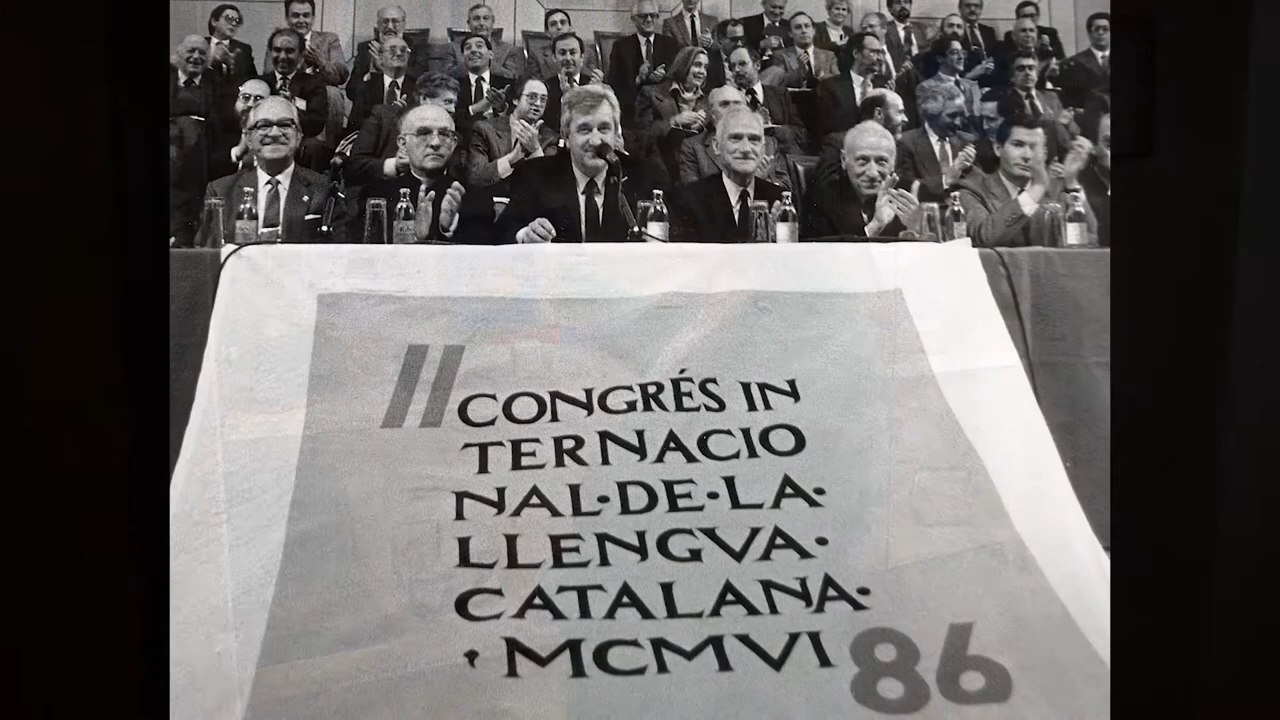 II CONGRÉS IN
TERNACIO
NAL·DE·LA·
LLENGVA·
CATALANA·
·MCMVI 86